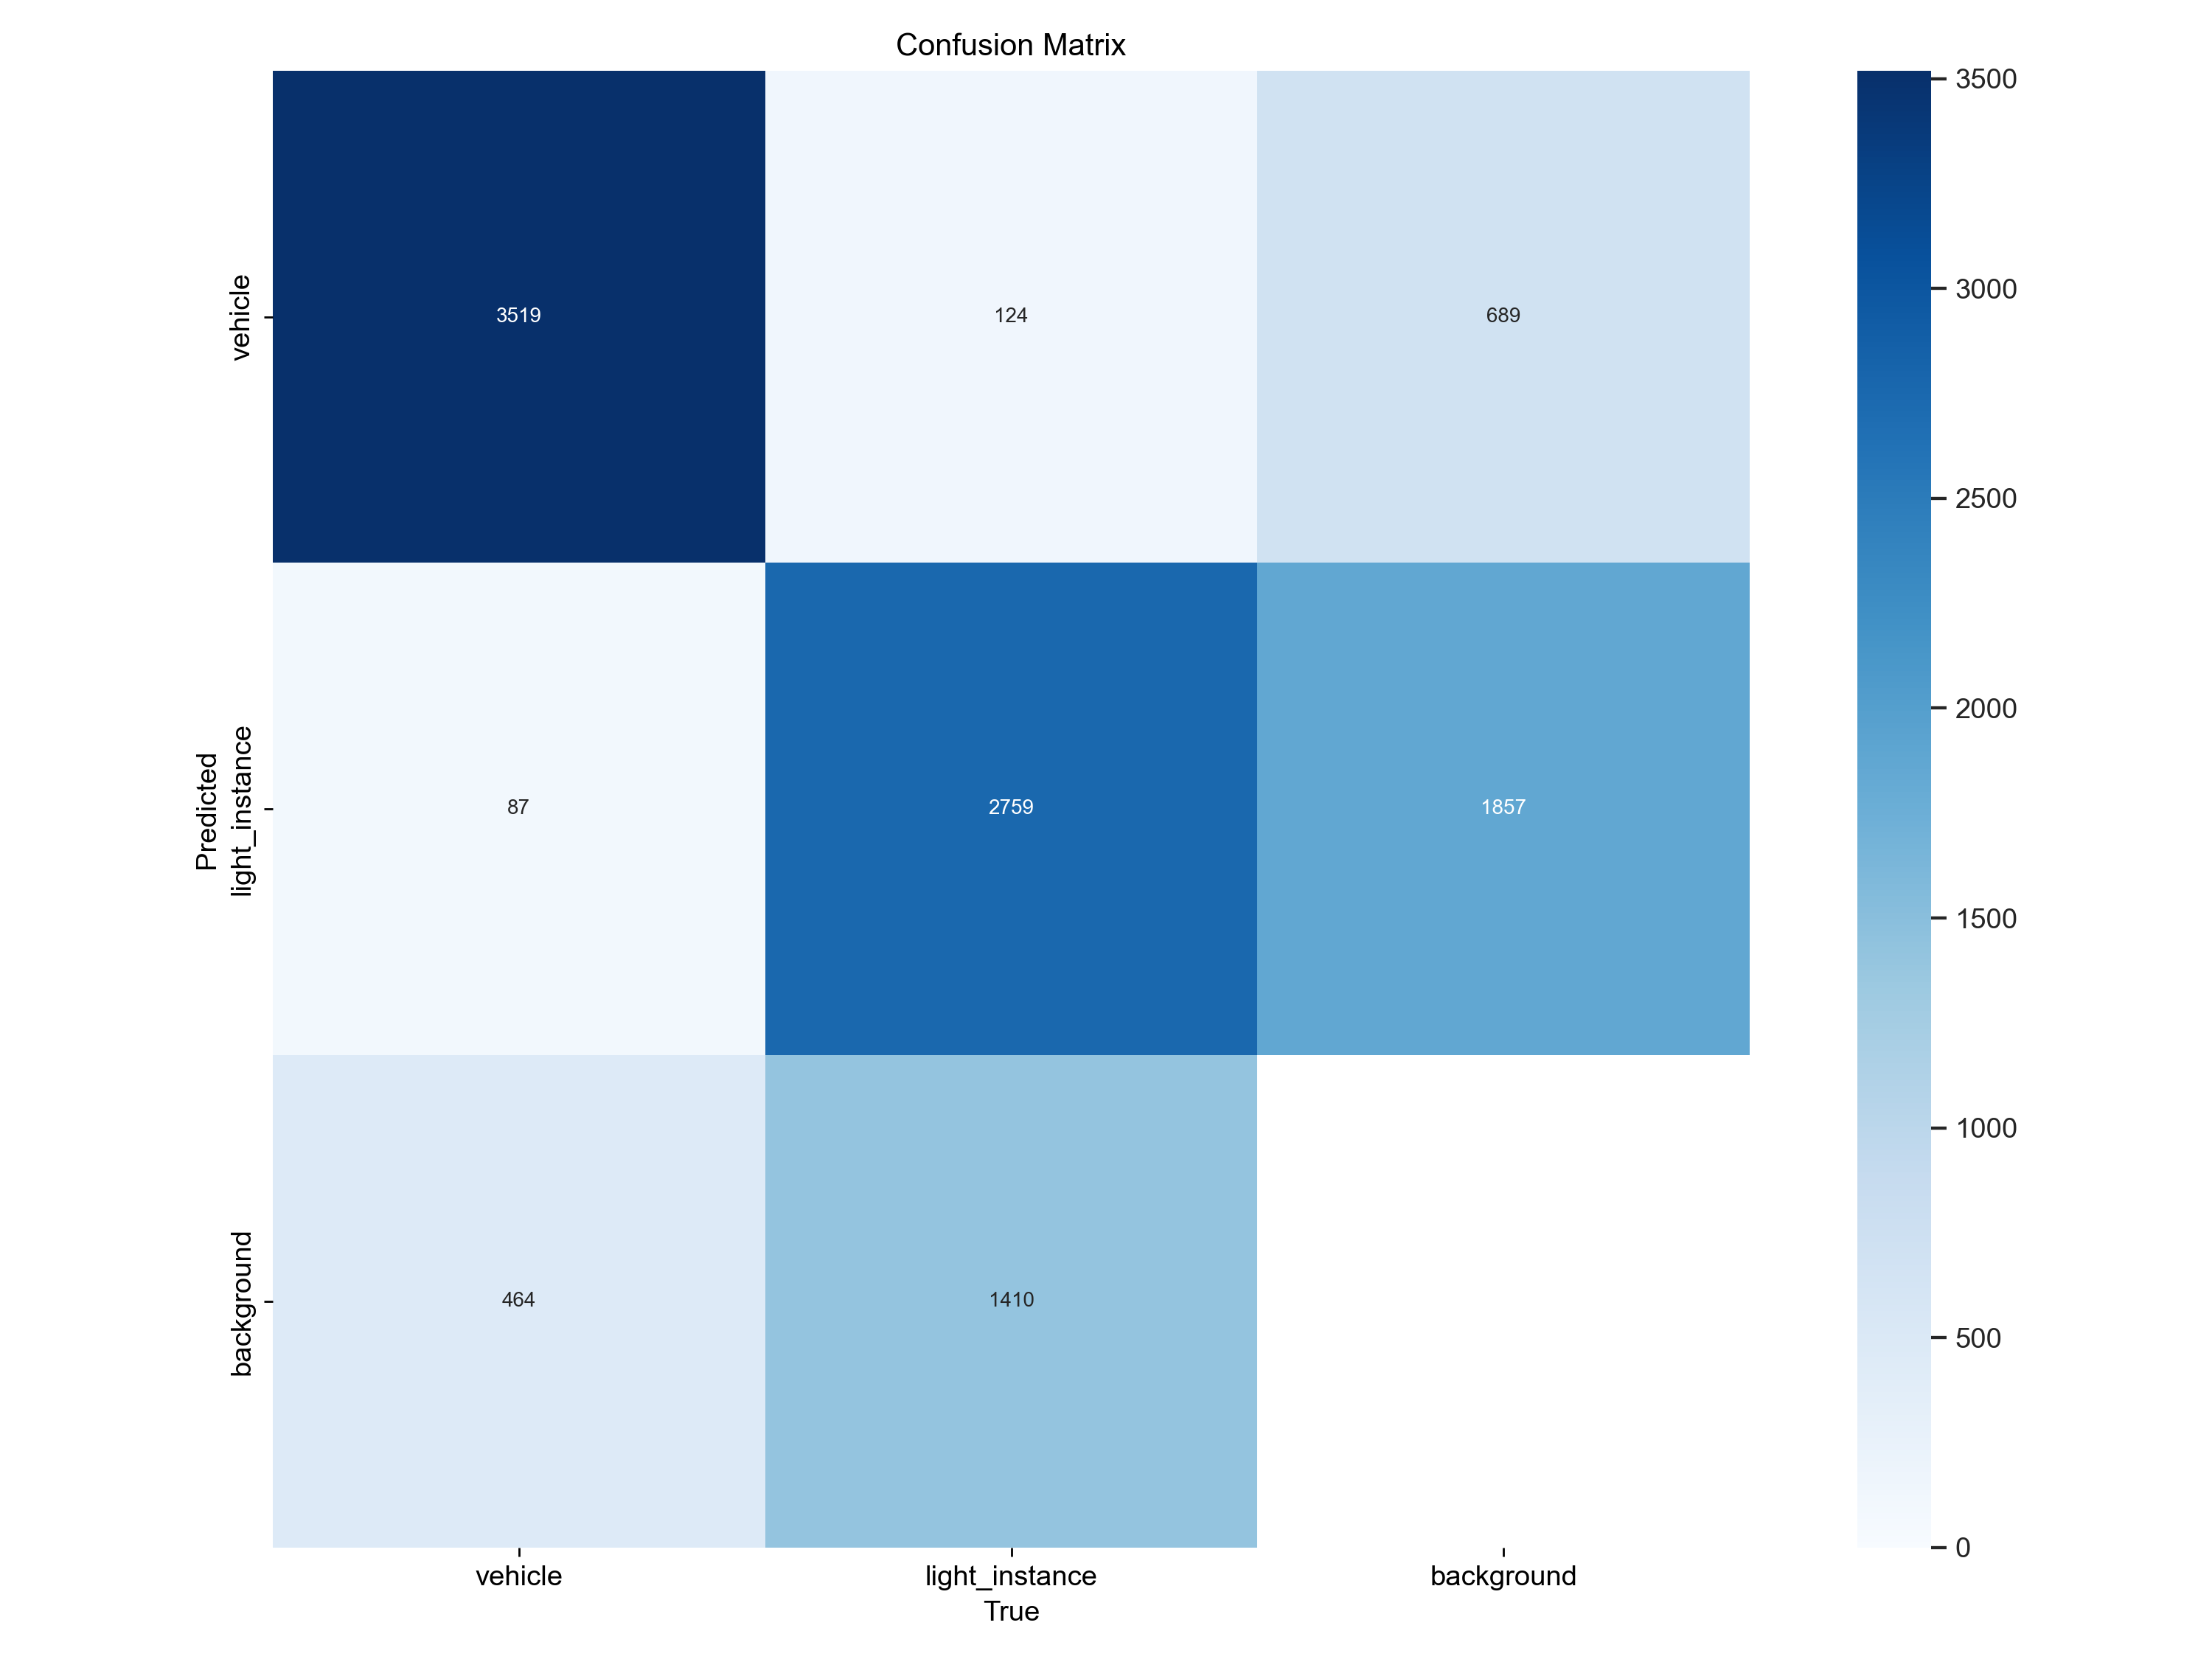 Confusion Matrix
vehicle
3519
124
689
Predicted
light_instance
87
2759
1857
background
464
1410
vehicle
light_instance
background
True
3500
3000
2500
2000
1500
1000
500
0